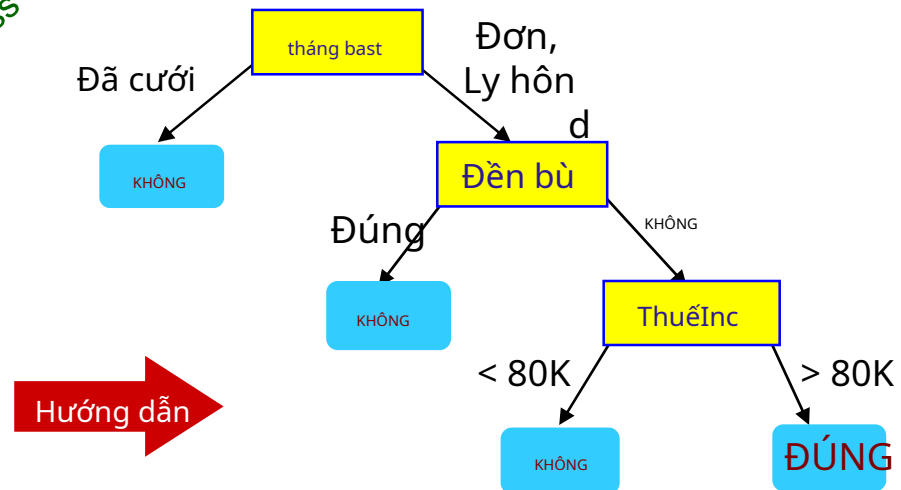 ss
tháng bast
Đơn,
Ly hôn
d
Đã cưới
KHÔNG
Đền bù
Đúng
KHÔNG
KHÔNG
ThuếInc
< 80K
> 80K
Hướng dẫn
KHÔNG
ĐÚNG